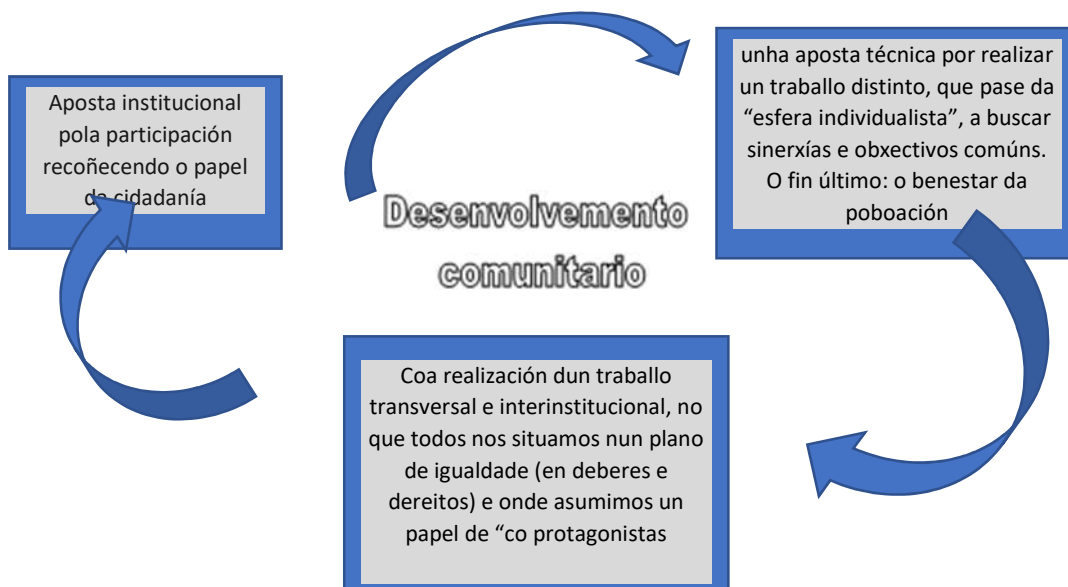 Aposta institucional
pola participación
recoñecendo o papel
da cidadanía
Desenvolvemento
comunitario
unha aposta técnica por realizar
un traballo distinto, que pase da
“esfera individualista”, a buscar
sinerxías e obxectivos comúns.
O fin último: o benestar da
poboación
Coa realización dun traballo
transversal e interinstitucional, no
que todos nos situamos nun plano
de igualdade (en deberes e
dereitos) e onde asumimos un
papel de “co protagonistas